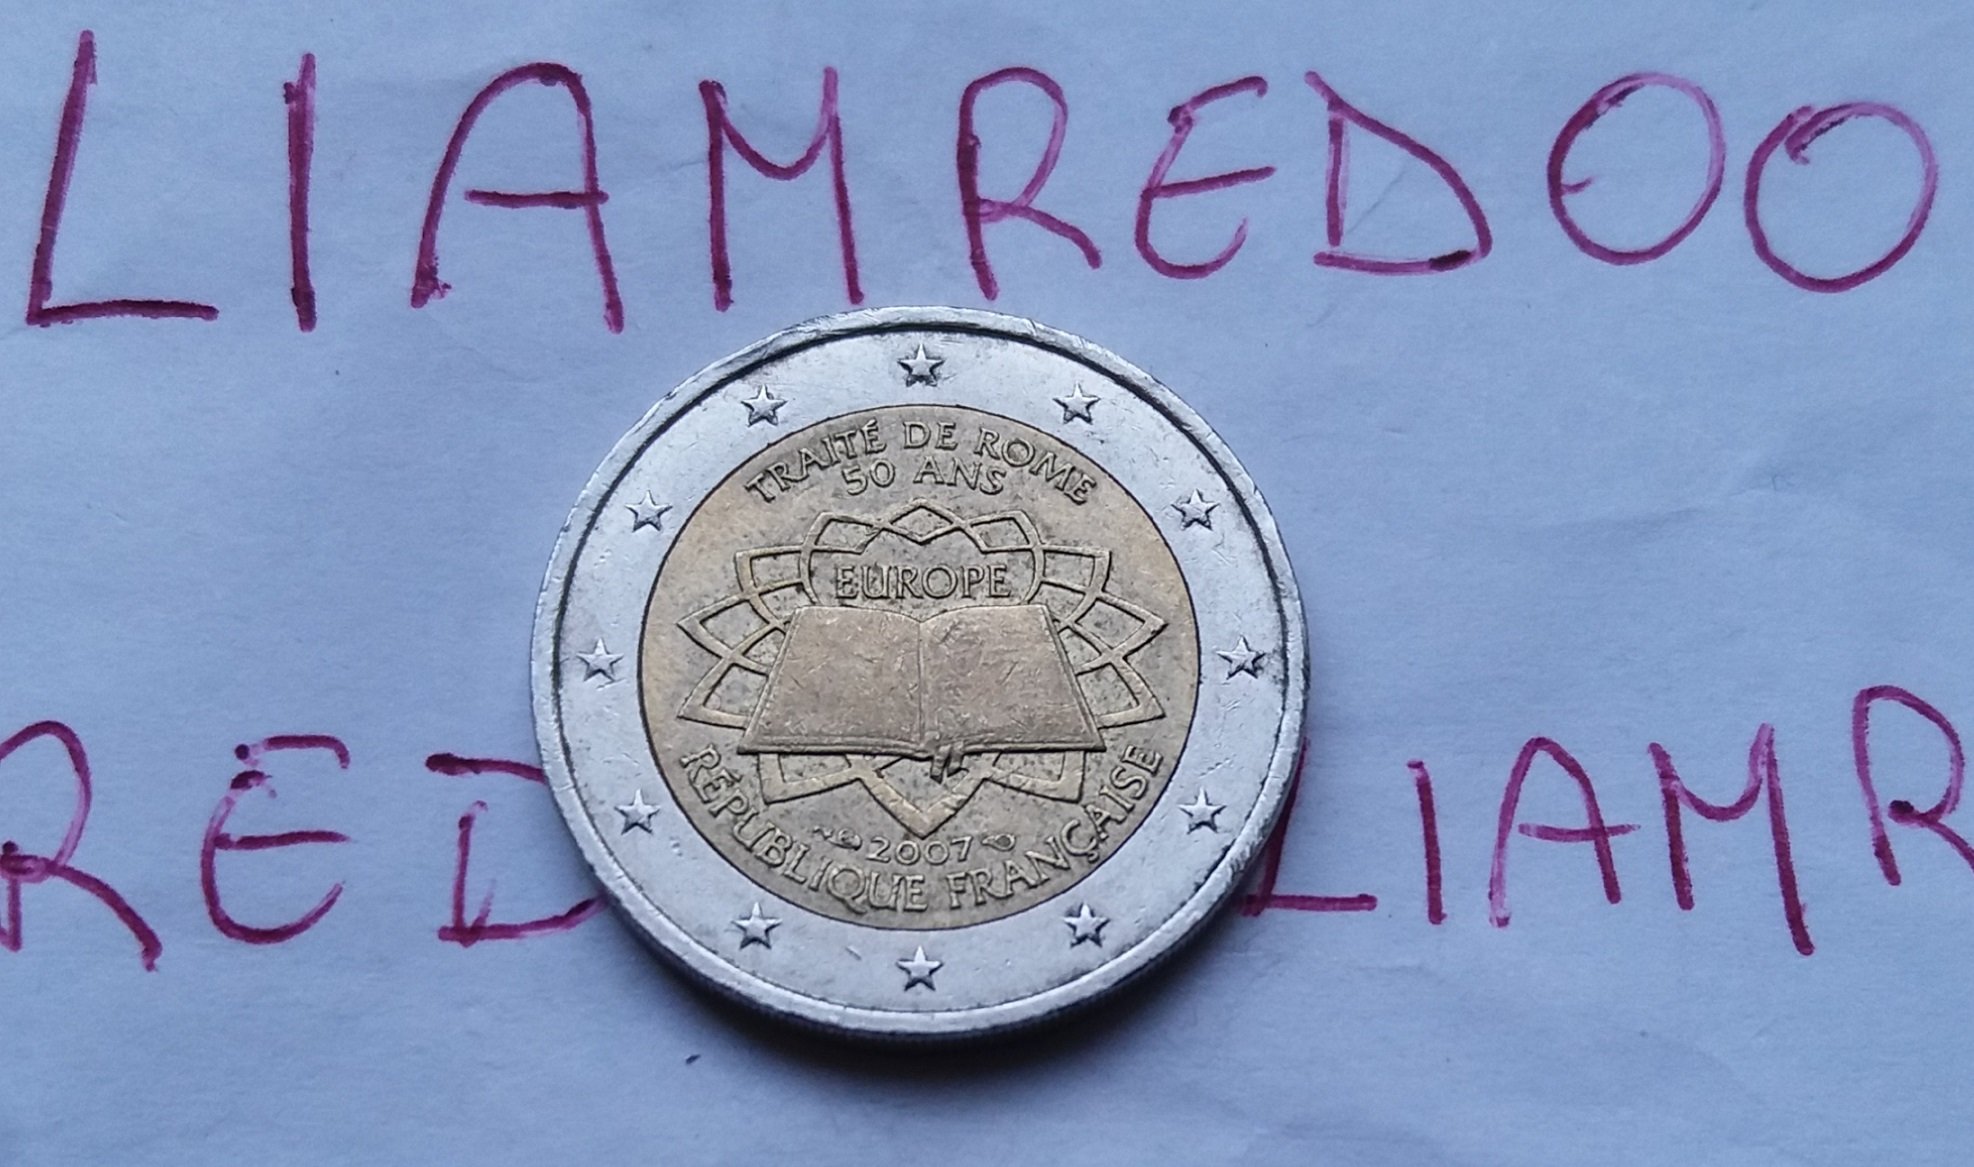 LIAMREDOO
TRAITÉ DE ROME
50 ANS
EUROPE
RED LIAMR
2007
RÉPUBLIQUE FRANÇAISE